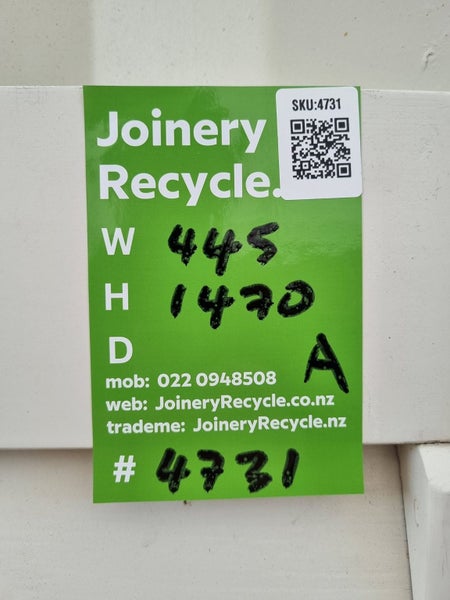 SKU:4731
Joinery
Recycle.
W 445
H 1470
D
A
mob: 022 0948508
web: JoineryRecycle.co.nz
trademe: JoineryRecycle.nz
# 4731